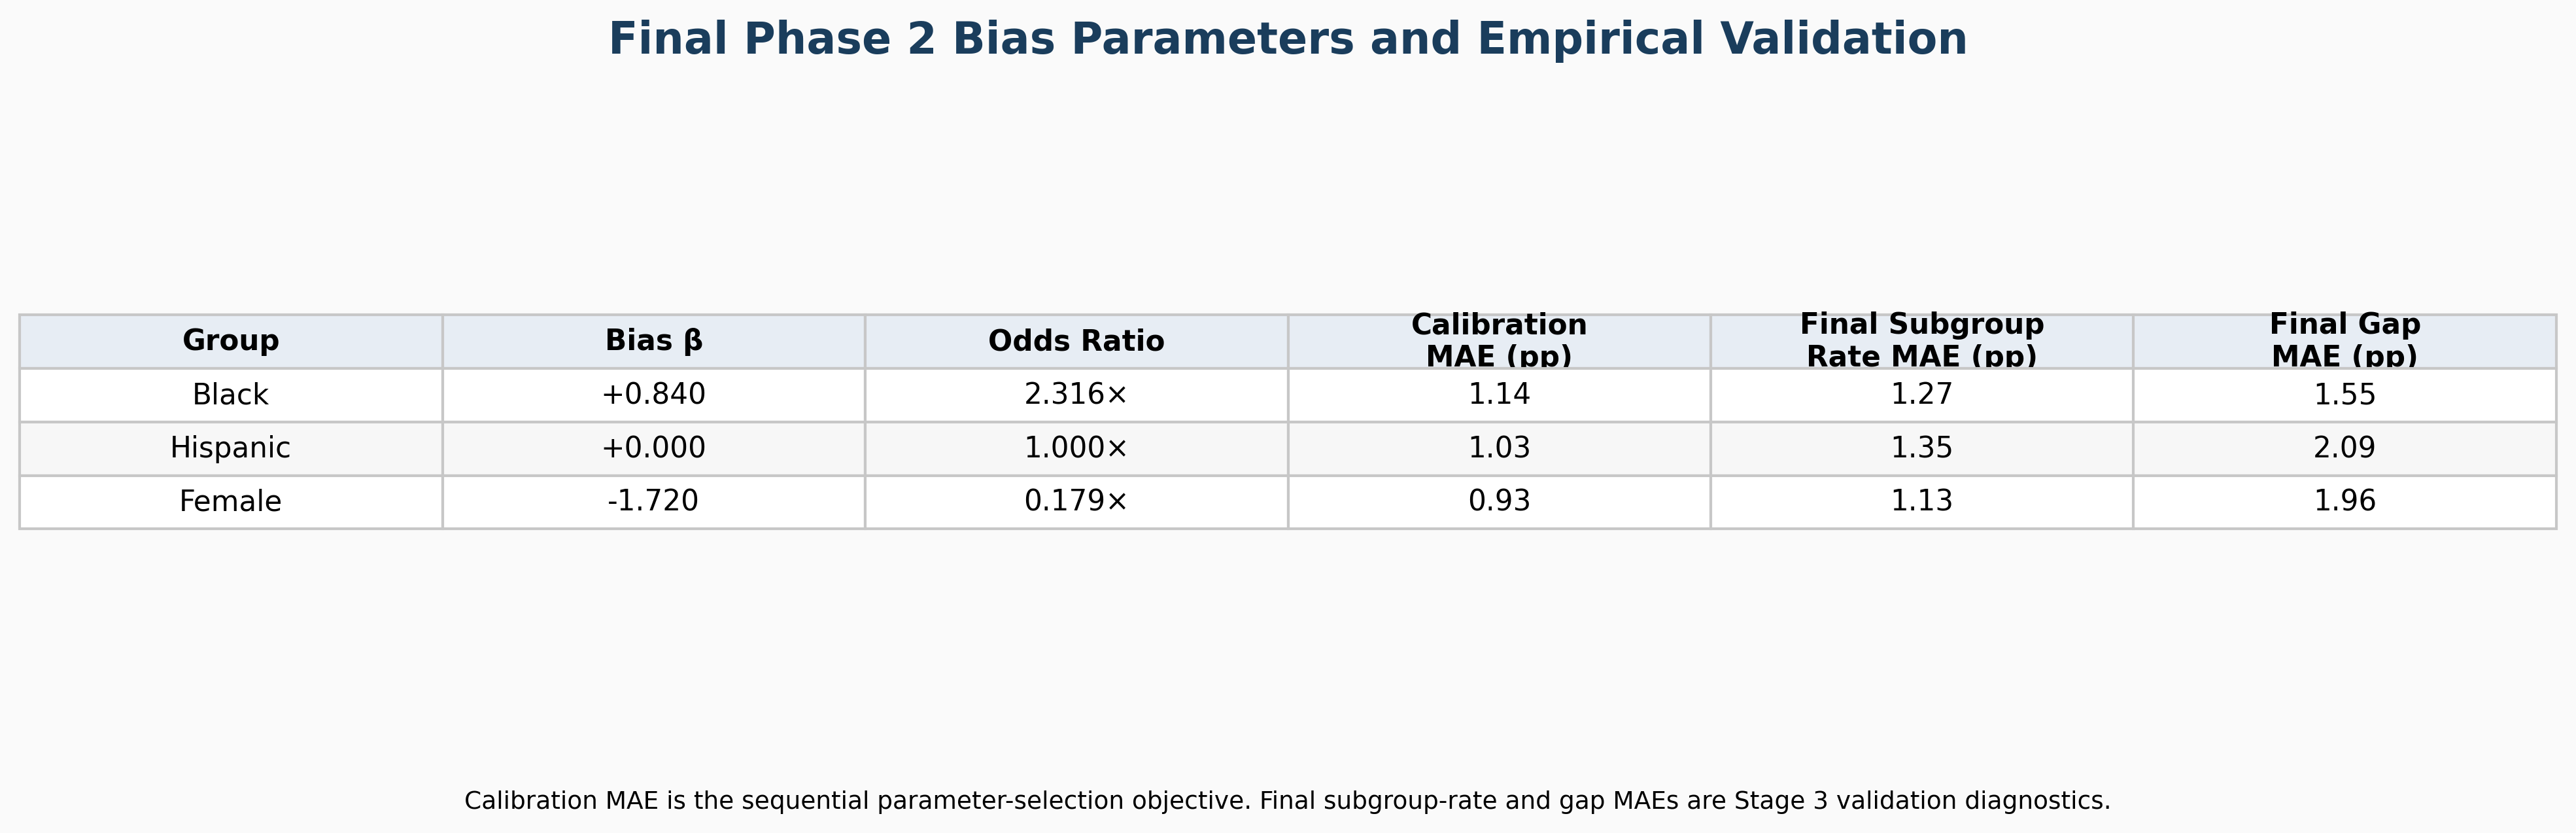 Final Phase 2 Bias Parameters and Empirical Validation
Group Bias β Odds Ratio Calibration MAE (pp) Final Subgroup Rate MAE (pp) Final Gap MAE (pp)
Black +0.840 2.316× 1.14 1.27 1.55
Hispanic +0.000 1.000× 1.03 1.35 2.09
Female -1.720 0.179× 0.93 1.13 1.96
Calibration MAE is the sequential parameter-selection objective. Final subgroup-rate and gap MAEs are Stage 3 validation diagnostics.